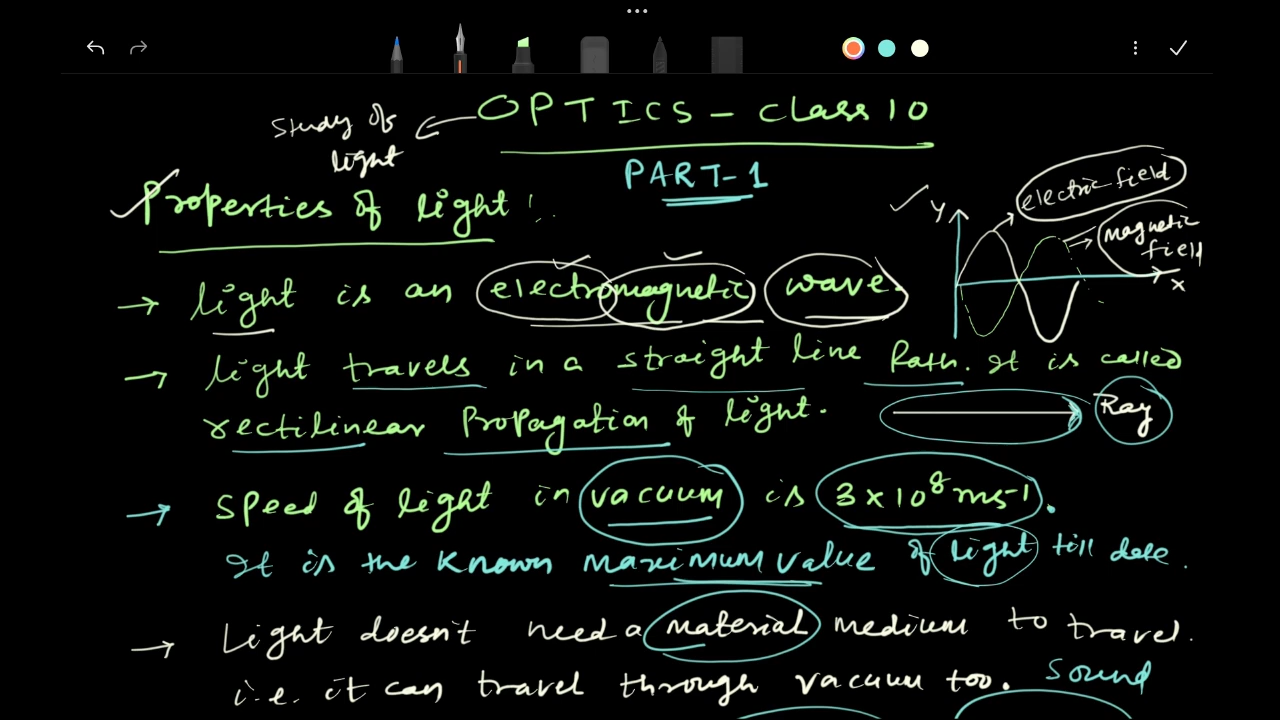 OPTICS - Class 10
Study of
light
PART-1
Properties of light :
y
electric field
magnetic
field
x
→ light is an electromagnetic wave.
→ light travels in a straight line Path. It is called
rectilinear Propagation of light.
Ray
→ Speed of light in vacuum is 3 x 10⁸ ms-1.
It is the known maximum value of light till date.
→ Light doesn't need a material medium to travel.
i.e. it can travel through vacuum too. Sound